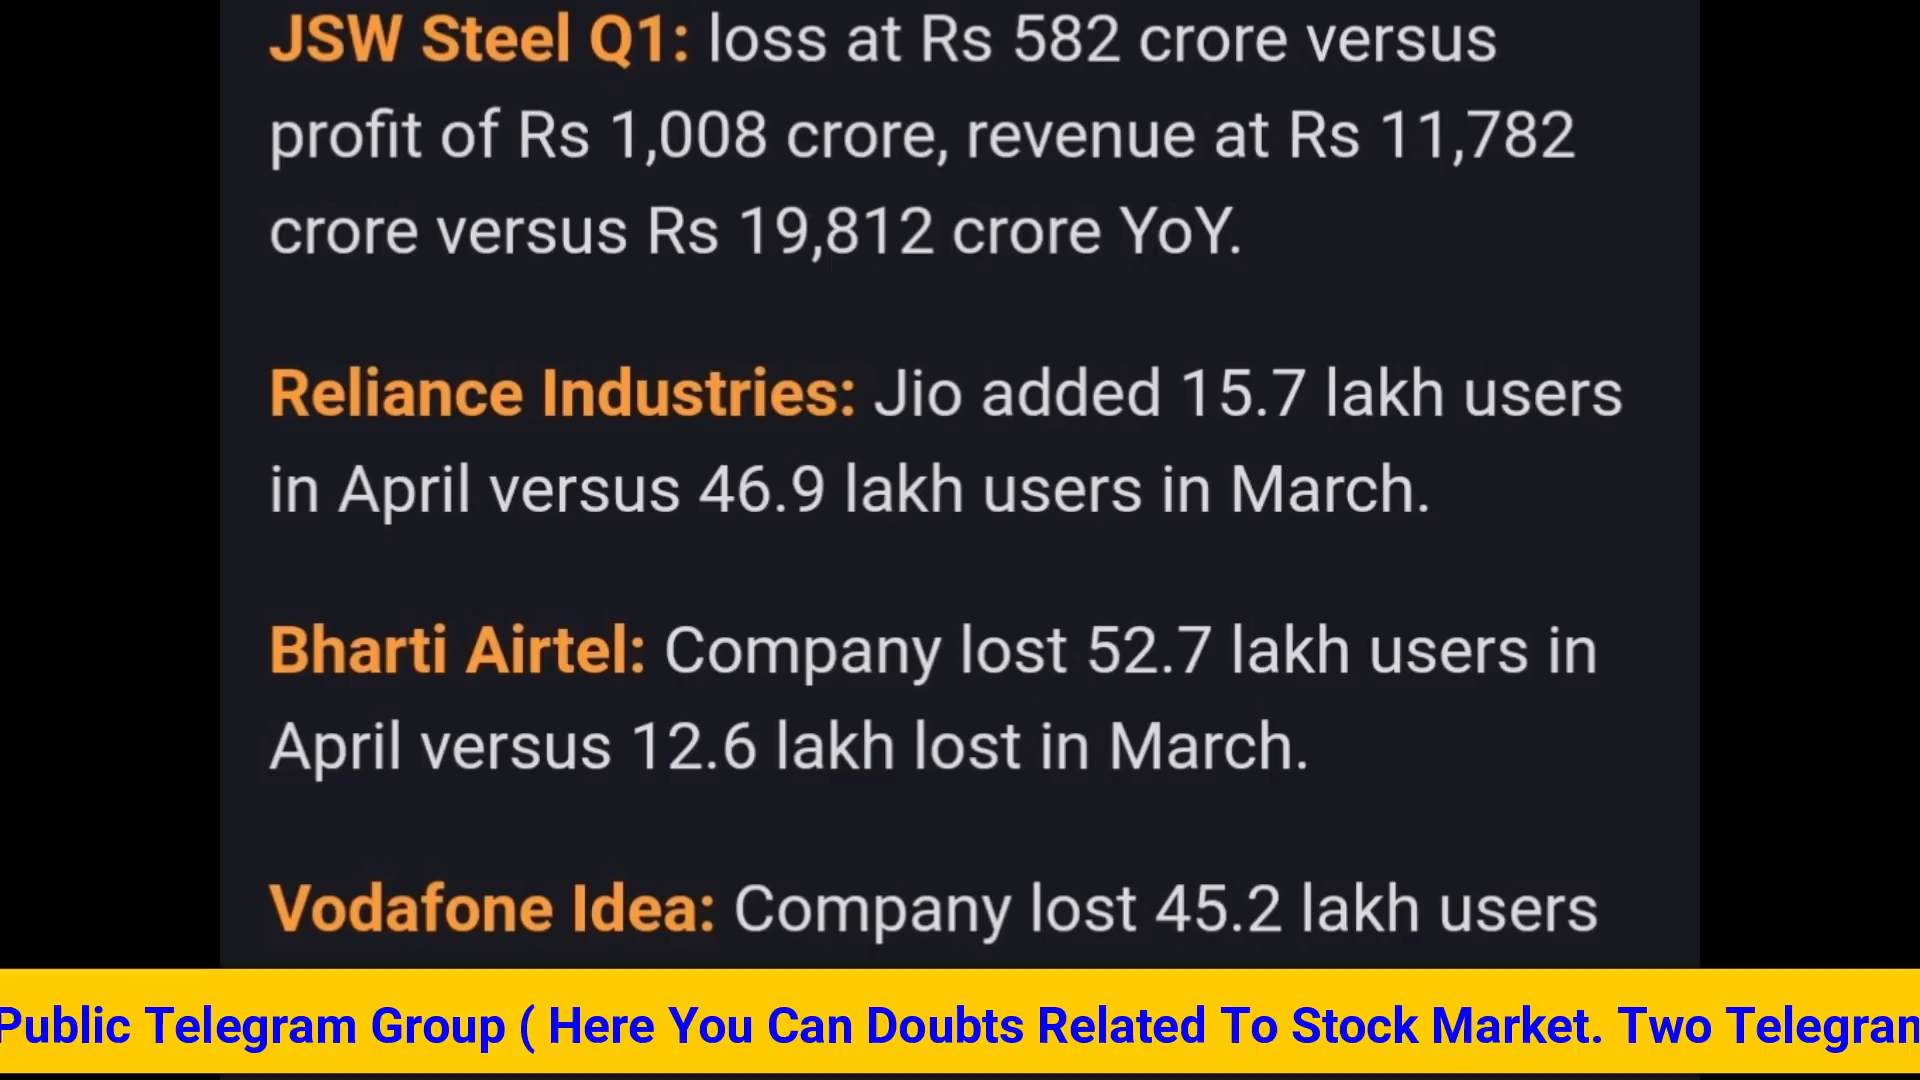 JSW Steel Q1: loss at Rs 582 crore versus
profit of Rs 1,008 crore, revenue at Rs 11,782
crore versus Rs 19,812 crore YoY.
Reliance Industries: Jio added 15.7 lakh users
in April versus 46.9 lakh users in March.
Bharti Airtel: Company lost 52.7 lakh users in
April versus 12.6 lakh lost in March.
Vodafone Idea: Company lost 45.2 lakh users
Public Telegram Group ( Here You Can Doubts Related To Stock Market. Two Telegran